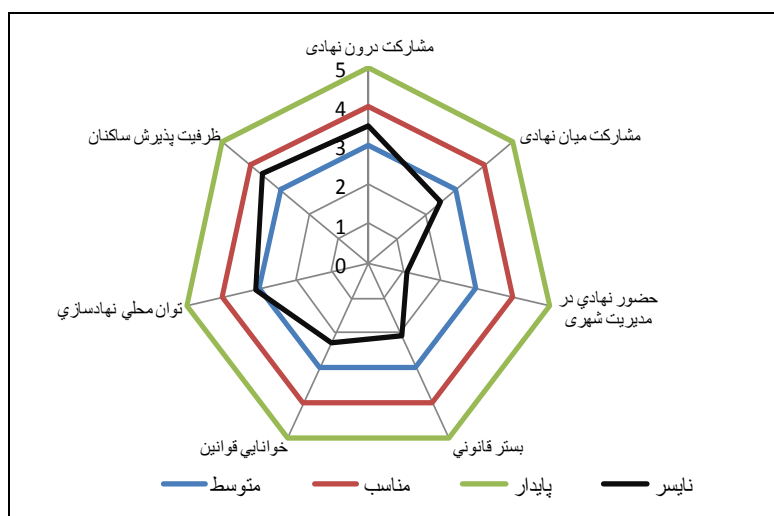 مشارکت درون نهادی
مشارکت میان نهادی
حضور نهادي در
مدیریت شهری
بستر قانوني
خوانايي قوانين
توان محلي نهادسازي
ظرفیت پذیرش ساکنان
5
4
3
2
1
0
متوسط
مناسب
پایدار
نایسر